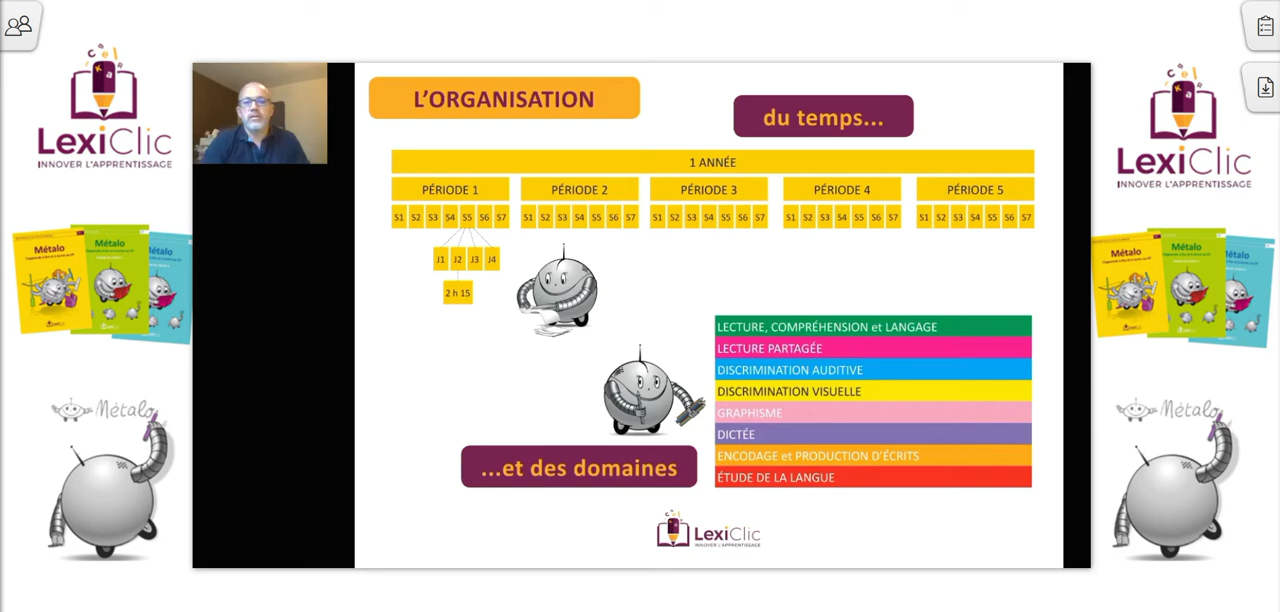 LexiClic
INNOVER L'APPRENTISSAGE
Métalo
Métalo
Métalo
Métalo
L'ORGANISATION
du temps...
1 ANNÉE
PÉRIODE 1
PÉRIODE 2
PÉRIODE 3
PÉRIODE 4
PÉRIODE 5
S1 S2 S3 S4 S5 S6 S7
S1 S2 S3 S4 S5 S6 S7
S1 S2 S3 S4 S5 S6 S7
S1 S2 S3 S4 S5 S6 S7
S1 S2 S3 S4 S5 S6 S7
J1 J2 J3 J4
2 h 15
LECTURE, COMPRÉHENSION et LANGAGE
LECTURE PARTAGÉE
DISCRIMINATION AUDITIVE
DISCRIMINATION VISUELLE
GRAPHISME
DICTÉE
ENCODAGE et PRODUCTION D'ÉCRITS
ÉTUDE DE LA LANGUE
...et des domaines
LexiClic
INNOVER L'APPRENTISSAGE
LexiClic
INNOVER L'APPRENTISSAGE
Métalo
Métalo
Métalo
Métalo